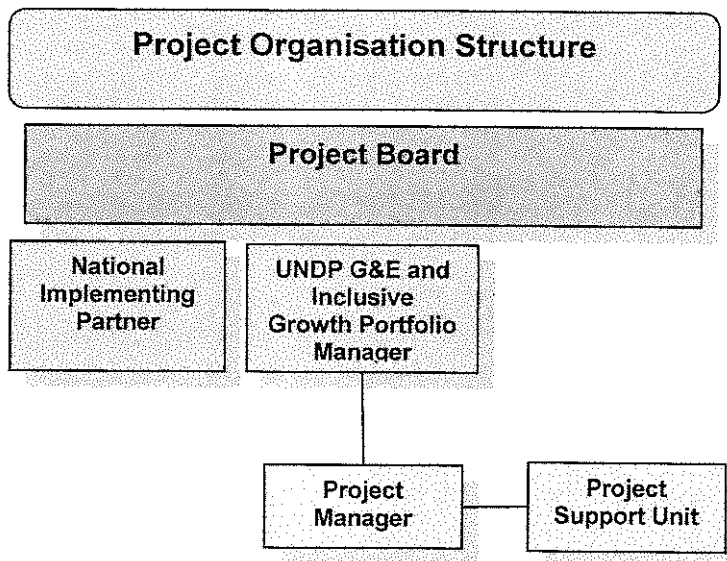 Project Organisation Structure
Project Board
National
Implementing
Partner
UNDP G&E and
Inclusive
Growth Portfolio
Manager
Project
Manager
Project
Support Unit